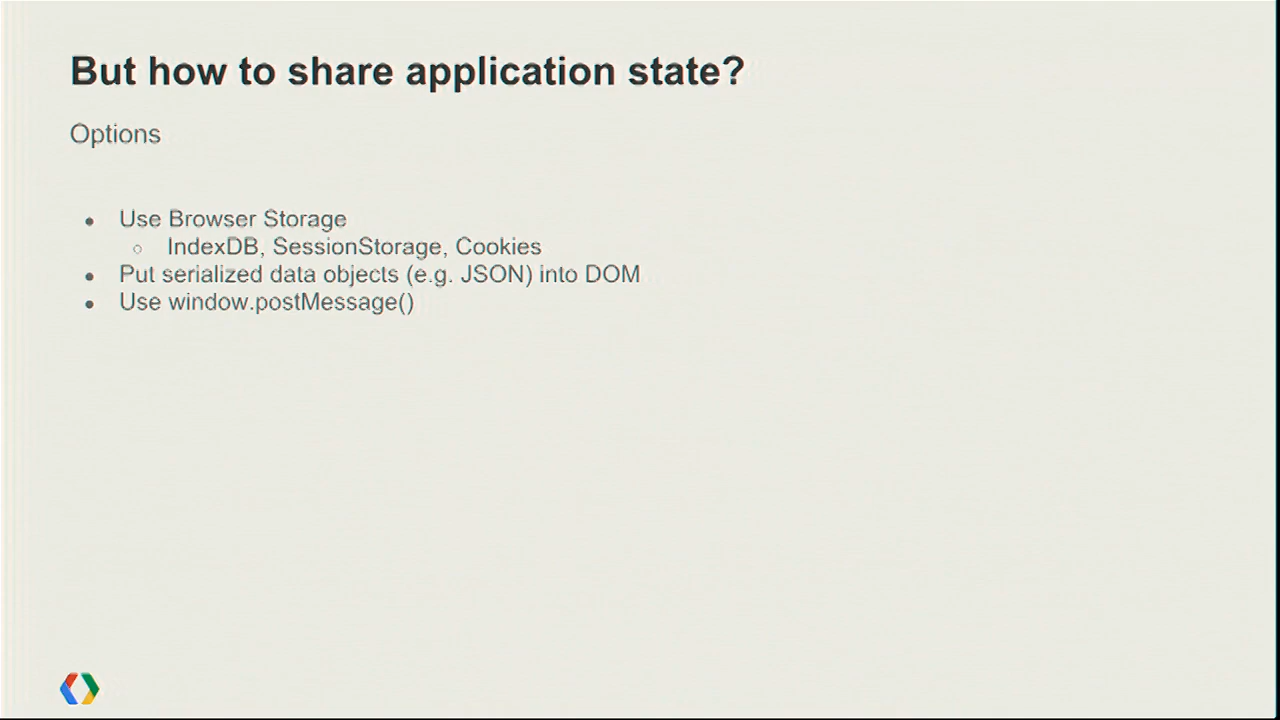 But how to share application state?
Options
● Use Browser Storage
○ IndexDB, SessionStorage, Cookies
● Put serialized data objects (e.g. JSON) into DOM
● Use window.postMessage()